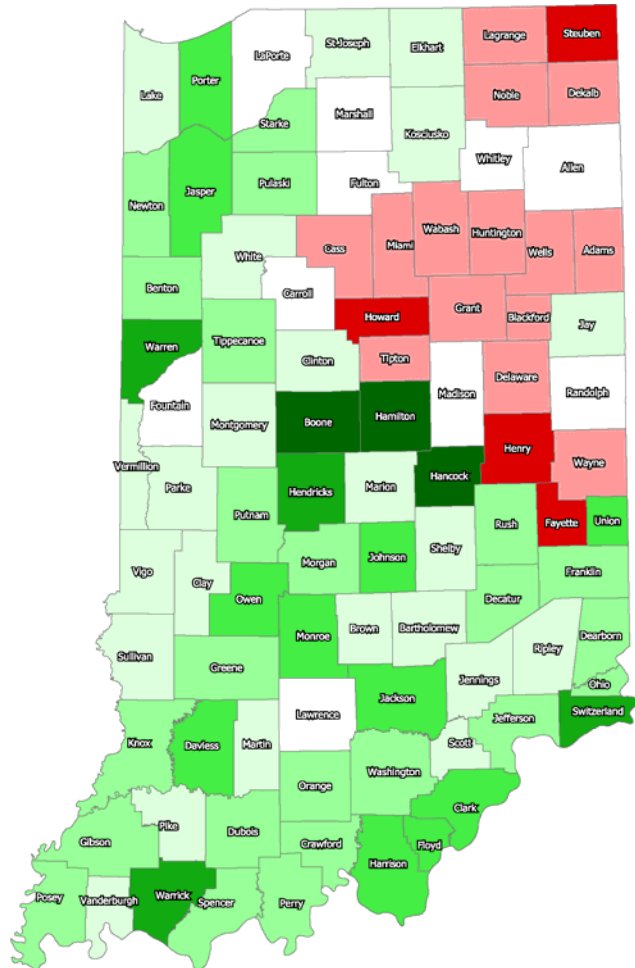 Steuben
Lagrange
St Joseph
Elkhart
LaPorte
Porter
Lake
Noble
Dekalb
Marshall
Starke
Kosciusko
Whitley
Allen
Jasper
Pulaski
Fulton
Newton
Wabash
Huntington
Cass
Miami
Wells
Adams
White
Benton
Carroll
Grant
Blackford
Howard
Jay
Tippecanoe
Warren
Clinton
Tipton
Delaware
Madison
Randolph
Fountain
Hamilton
Boone
Montgomery
Henry
Wayne
Vermillion
Hancock
Marion
Parke
Hendricks
Putnam
Rush
Fayette
Union
Shelby
Johnson
Morgan
Franklin
Vigo
Clay
Owen
Decatur
Monroe
Brown
Bartholomew
Dearborn
Ripley
Sullivan
Greene
Jennings
Ohio
Jackson
Switzerland
Lawrence
Jefferson
Knox
Daviess
Martin
Scott
Washington
Orange
Clark
Pike
Dubois
Gibson
Crawford
Floyd
Harrison
Warrick
Posey
Vanderburgh
Spencer
Perry